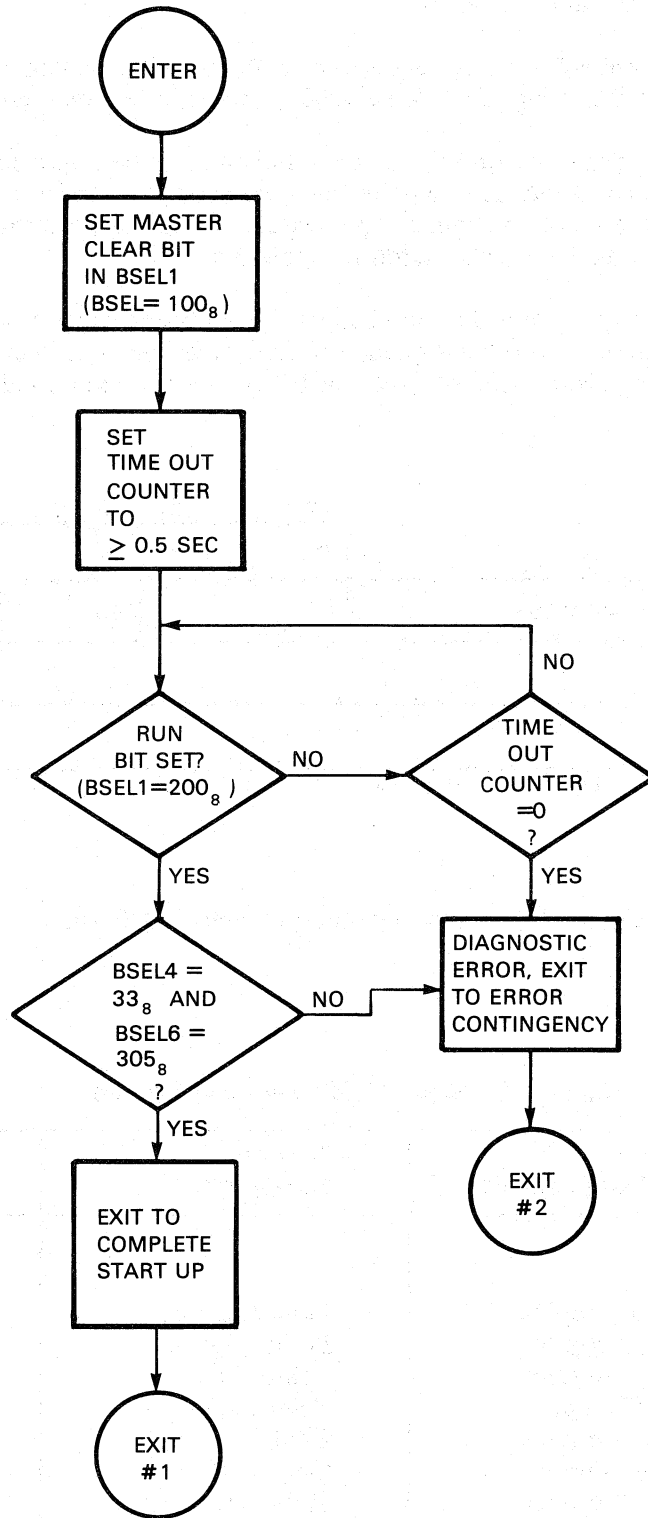 ENTER
SET MASTER
CLEAR BIT
IN BSEL1
(BSEL= 100₈)
SET
TIME OUT
COUNTER
TO
≥ 0.5 SEC
NO
RUN
BIT SET?
(BSEL1=200₈)
NO
TIME
OUT
COUNTER
=0
?
YES
YES
BSEL4 =
33₈ AND
BSEL6 =
305₈
?
NO
DIAGNOSTIC
ERROR, EXIT
TO ERROR
CONTINGENCY
YES
EXIT TO
COMPLETE
START UP
EXIT
#2
EXIT
#1